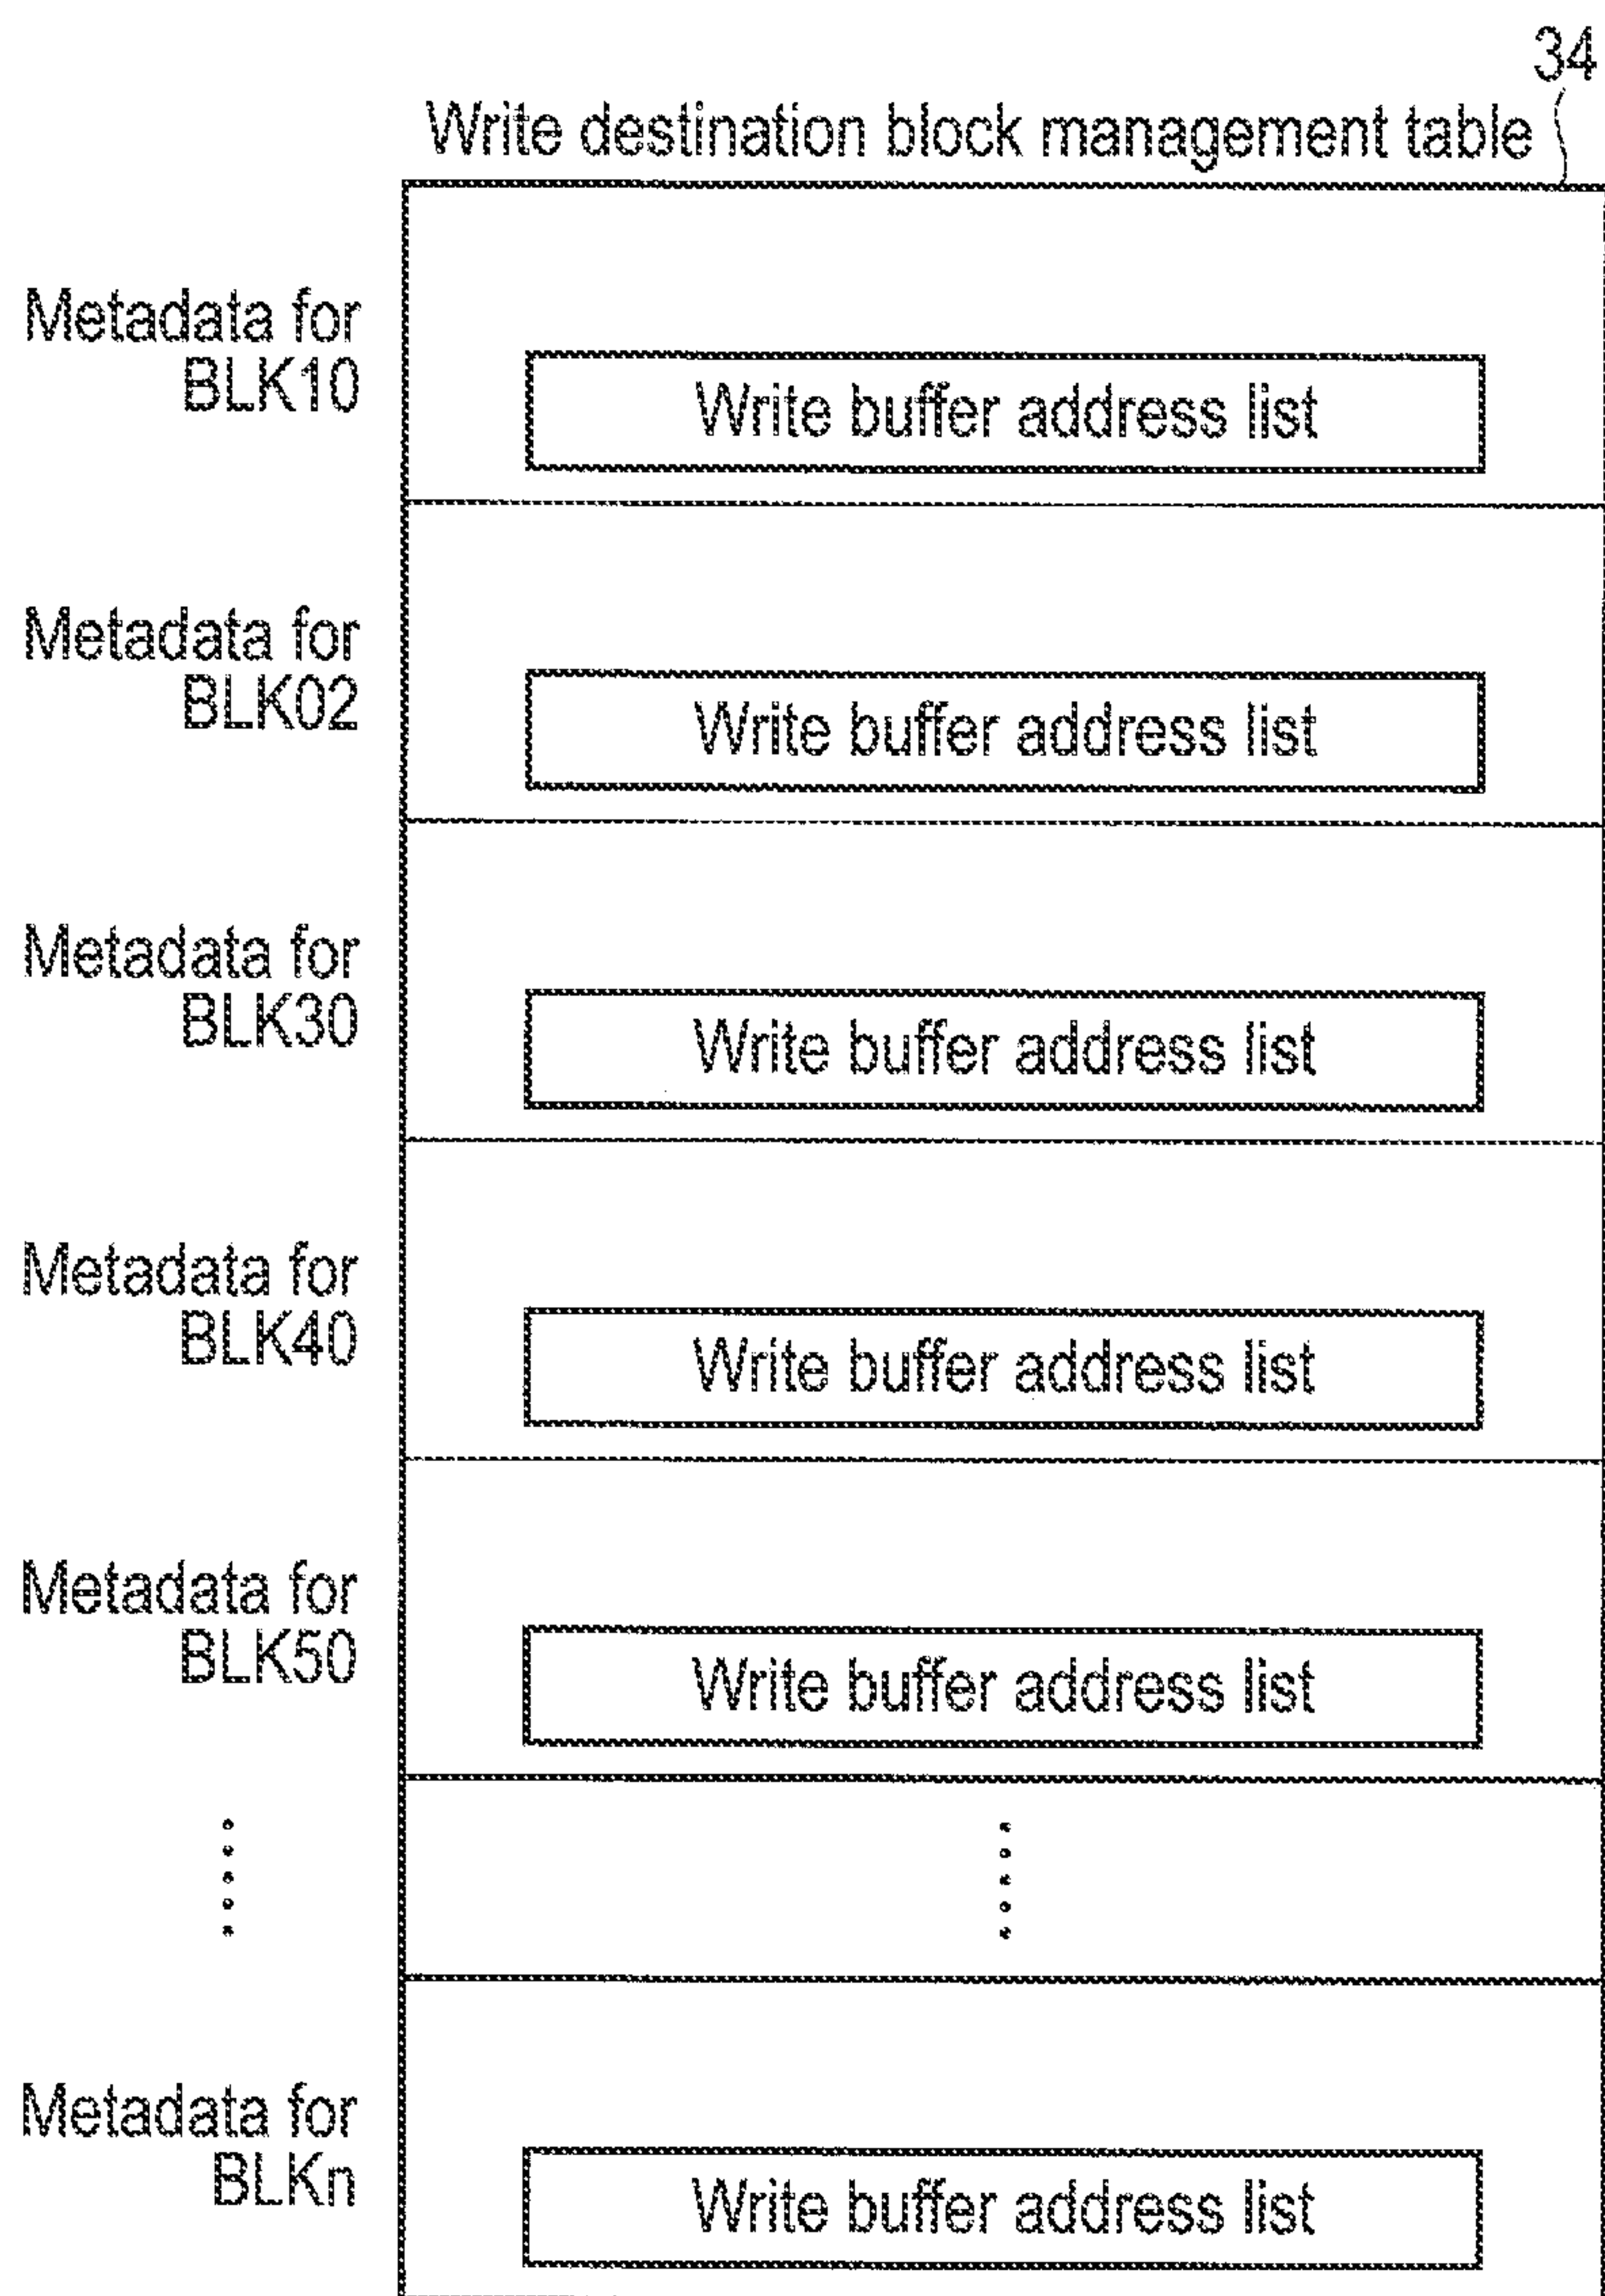 34
Write destination block management table
Metadata for
BLK10
Write buffer address list
Metadata for
BLK02
Write buffer address list
Metadata for
BLK30
Write buffer address list
Metadata for
BLK40
Write buffer address list
Metadata for
BLK50
Write buffer address list
Metadata for
BLKn
Write buffer address list